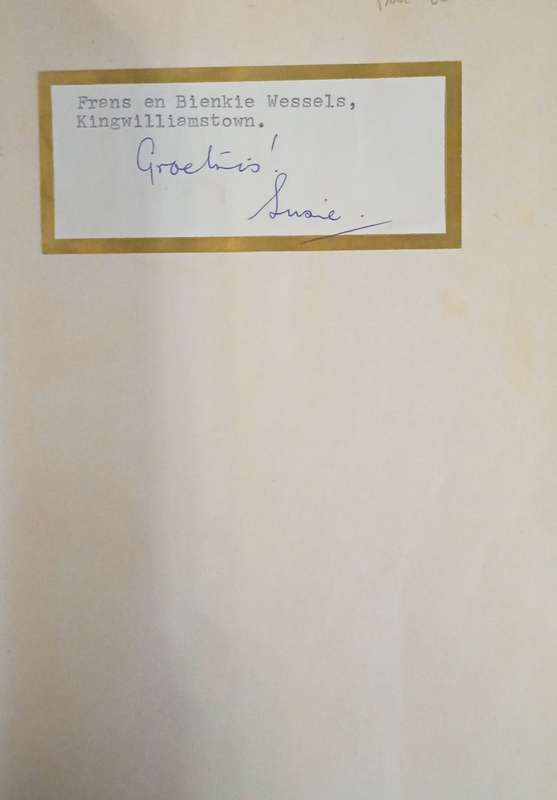 Frans en Bienkie Wessels,
Kingwilliamstown.
Groetnis!
Susie.